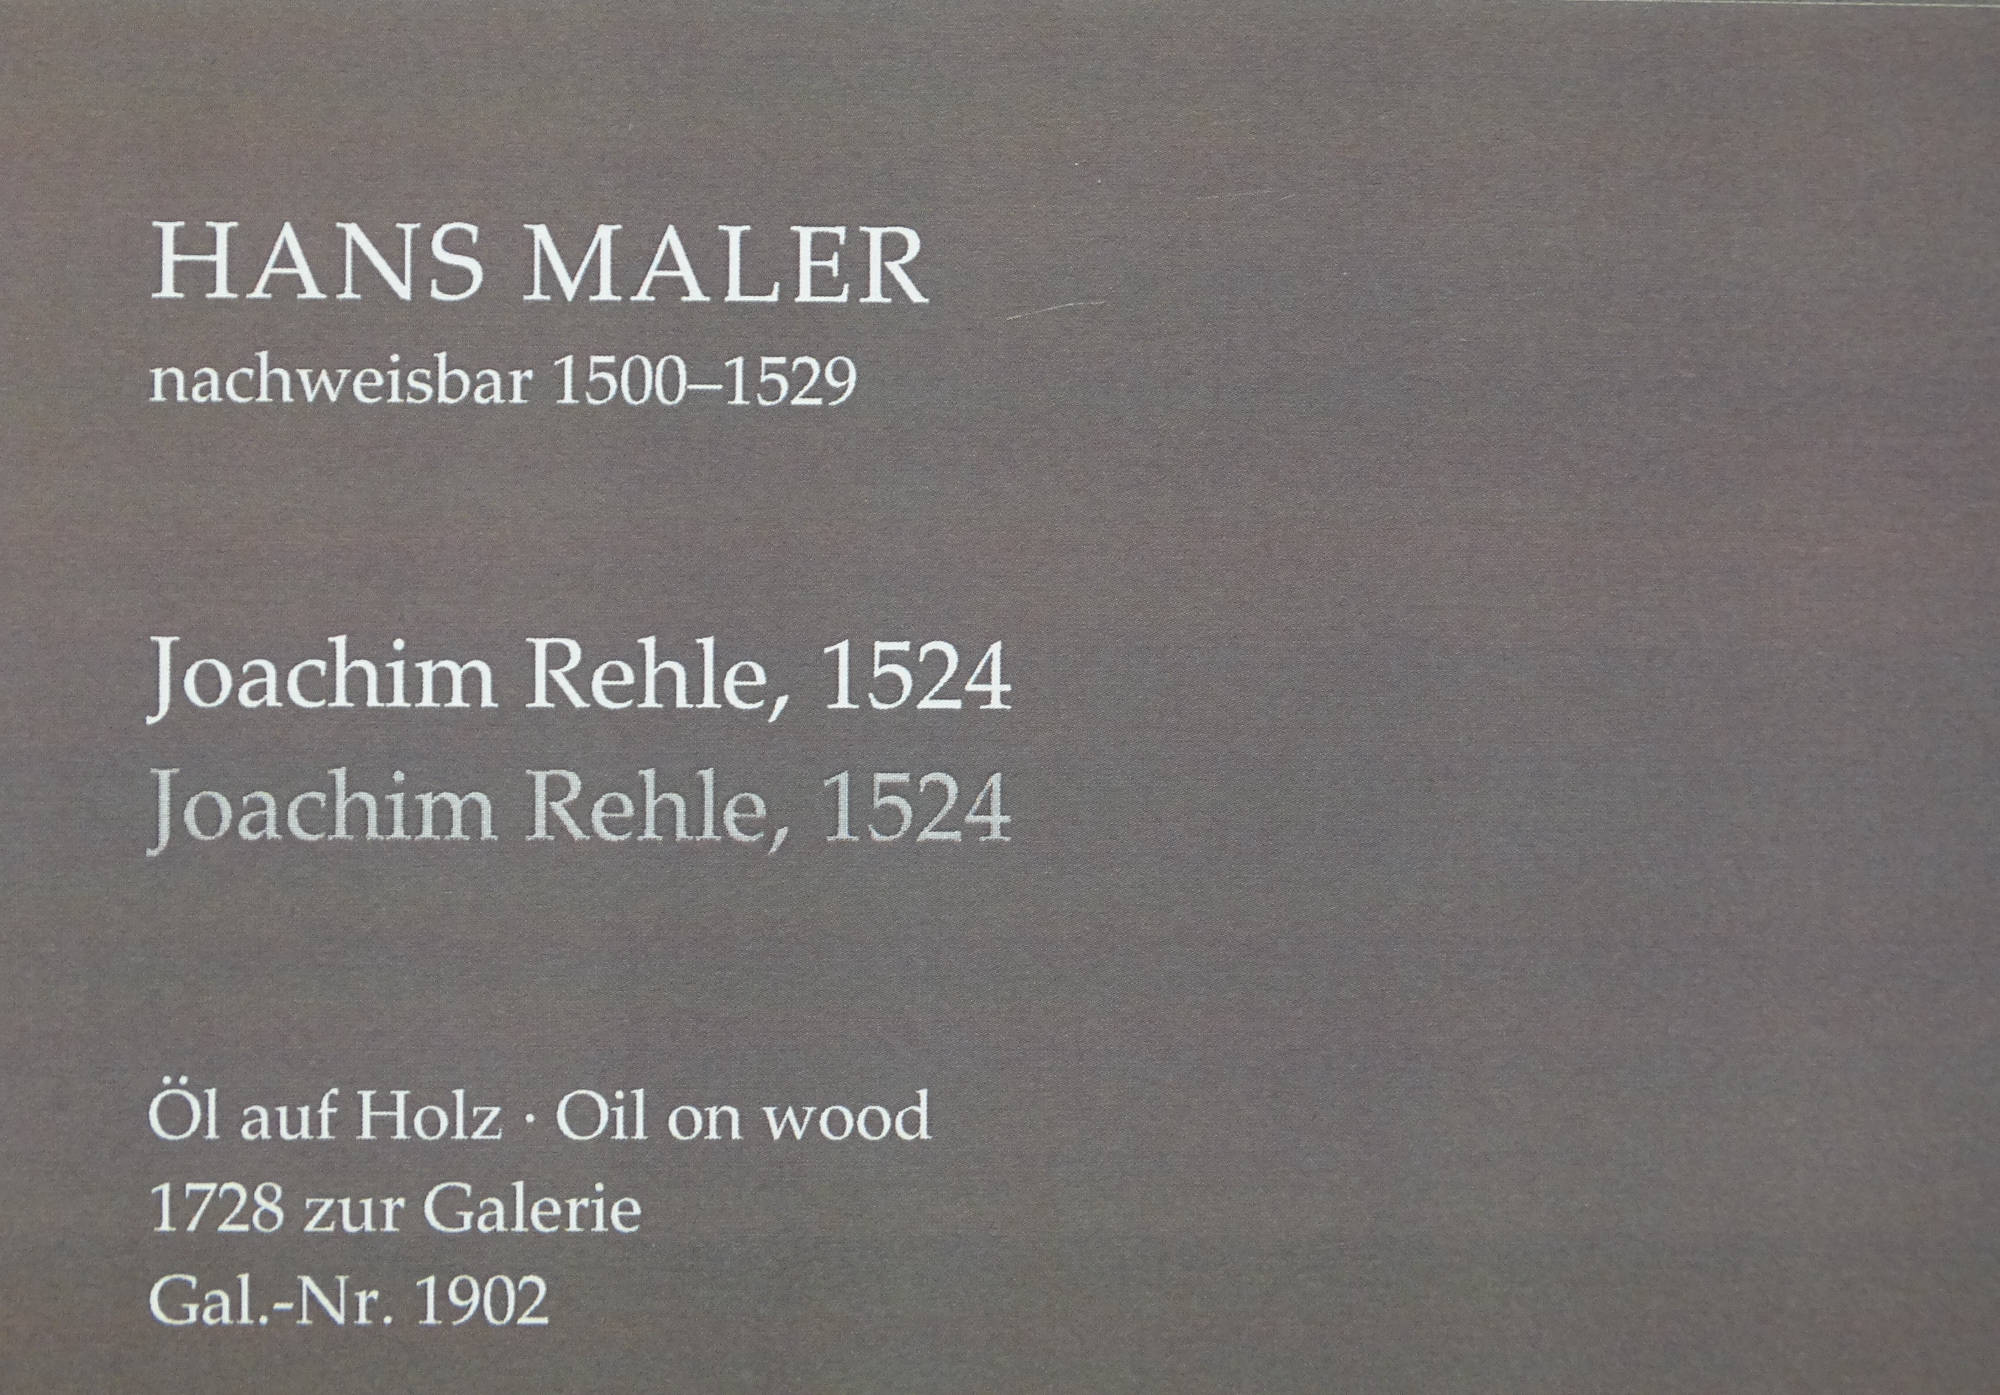 HANS MALER
nachweisbar 1500–1529
Joachim Rehle, 1524
Joachim Rehle, 1524
Öl auf Holz · Oil on wood
1728 zur Galerie
Gal.-Nr. 1902